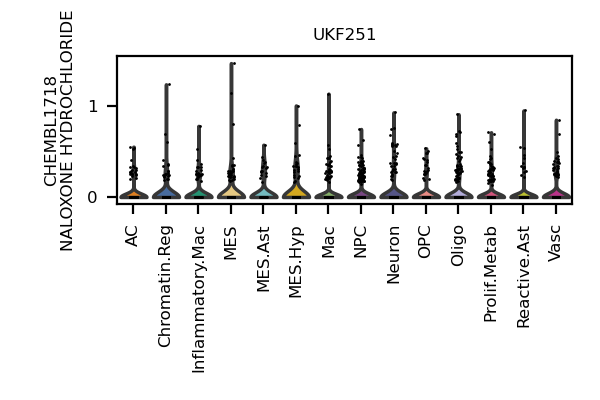 UKF251
CHEMBL1718
NALOXONE HYDROCHLORIDE
1
0
AC
Chromatin.Reg
Inflammatory.Mac
MES
MES.Ast
MES.Hyp
Mac
NPC
Neuron
OPC
Oligo
Prolif.Metab
Reactive.Ast
Vasc